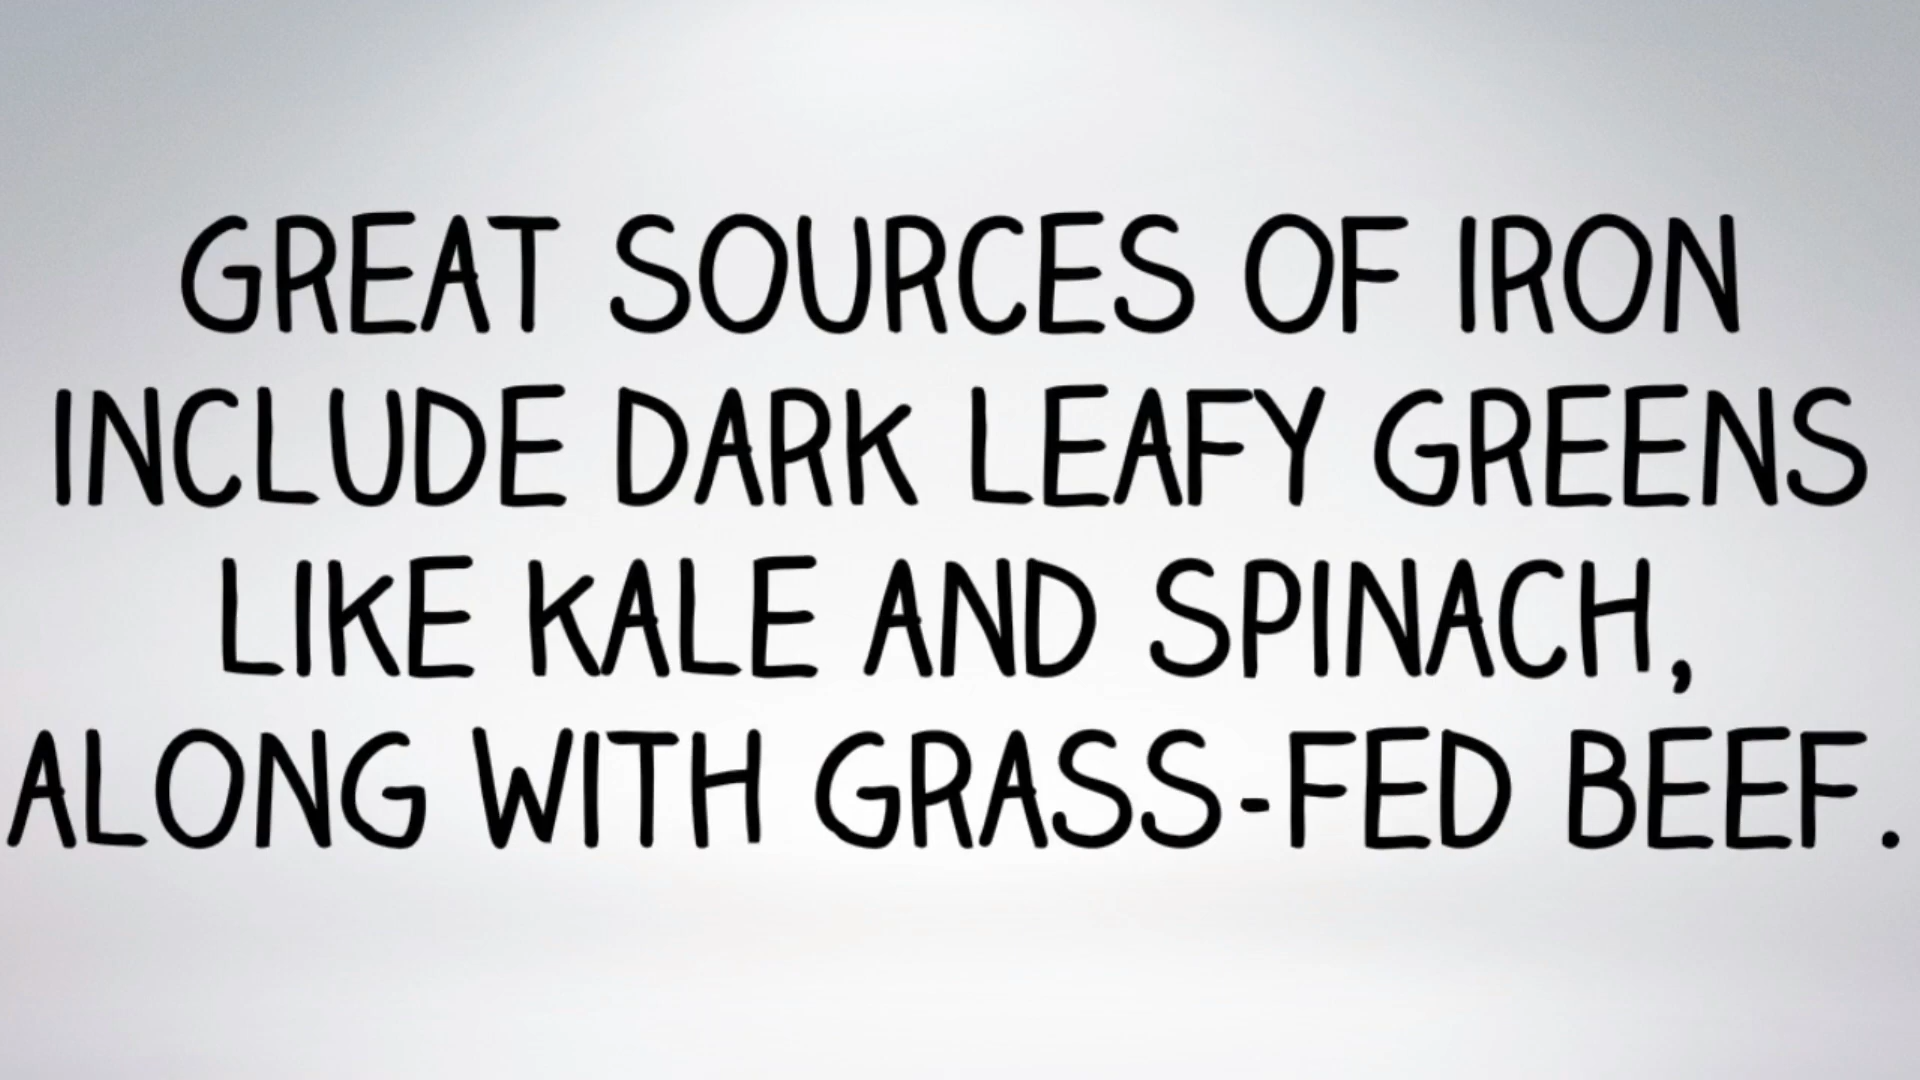 GREAT SOURCES OF IRON
INCLUDE DARK LEAFY GREENS
LIKE KALE AND SPINACH,
ALONG WITH GRASS-FED BEEF.